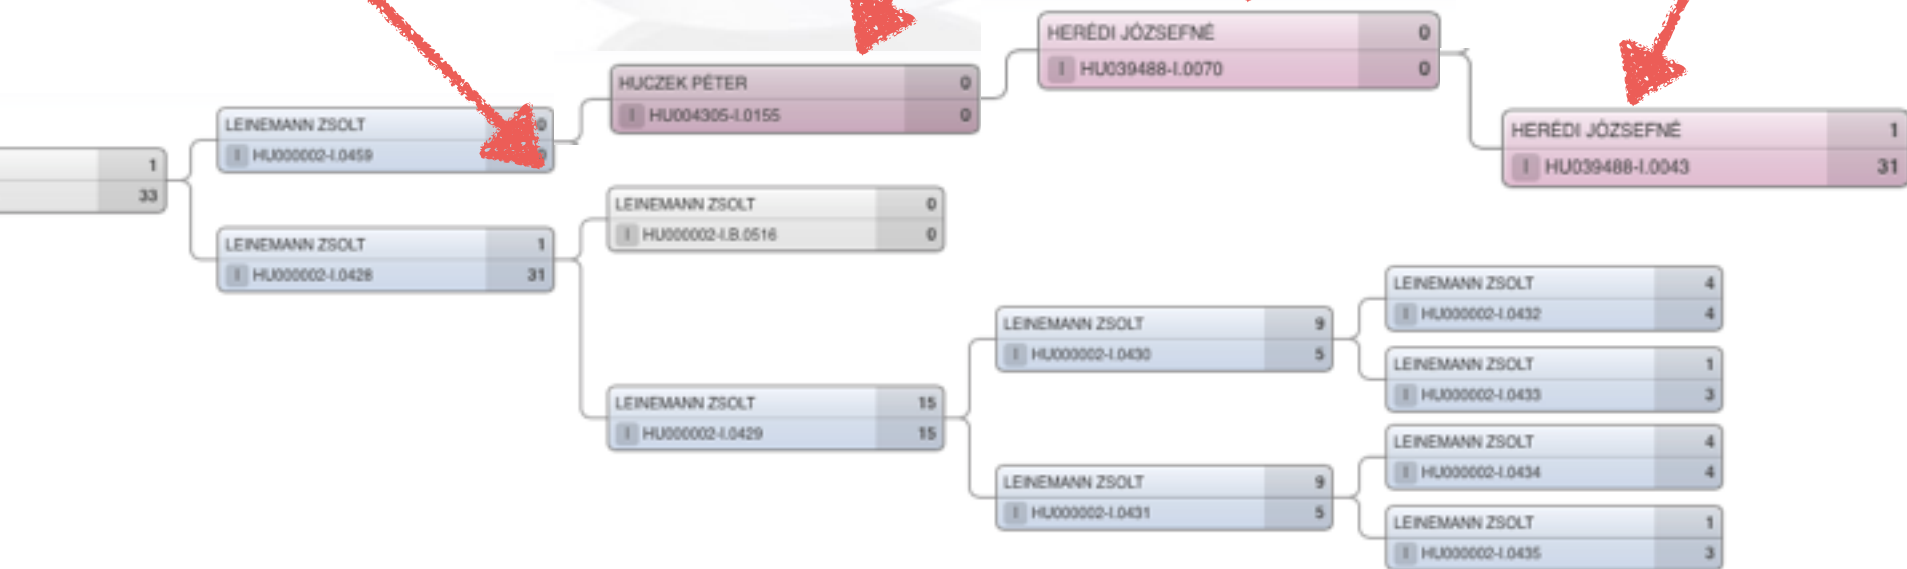 1
33
LEINEMANN ZSOLT 0
I HU000002-I.0459
LEINEMANN ZSOLT 1
I HU000002-I.0428 31
HUCZEK PÉTER 0
I HU004305-I.0155 0
LEINEMANN ZSOLT 0
I HU000002-I.B.0516 0
LEINEMANN ZSOLT 15
I HU000002-I.0429 15
HERÉDI JÓZSEFNÉ 0
I HU039488-I.0070 0
LEINEMANN ZSOLT 9
I HU000002-I.0430 5
LEINEMANN ZSOLT 9
I HU000002-I.0431 5
HERÉDI JÓZSEFNÉ 1
I HU039488-I.0043 31
LEINEMANN ZSOLT 4
I HU000002-I.0432 4
LEINEMANN ZSOLT 1
I HU000002-I.0433 3
LEINEMANN ZSOLT 4
I HU000002-I.0434 4
LEINEMANN ZSOLT 1
I HU000002-I.0435 3